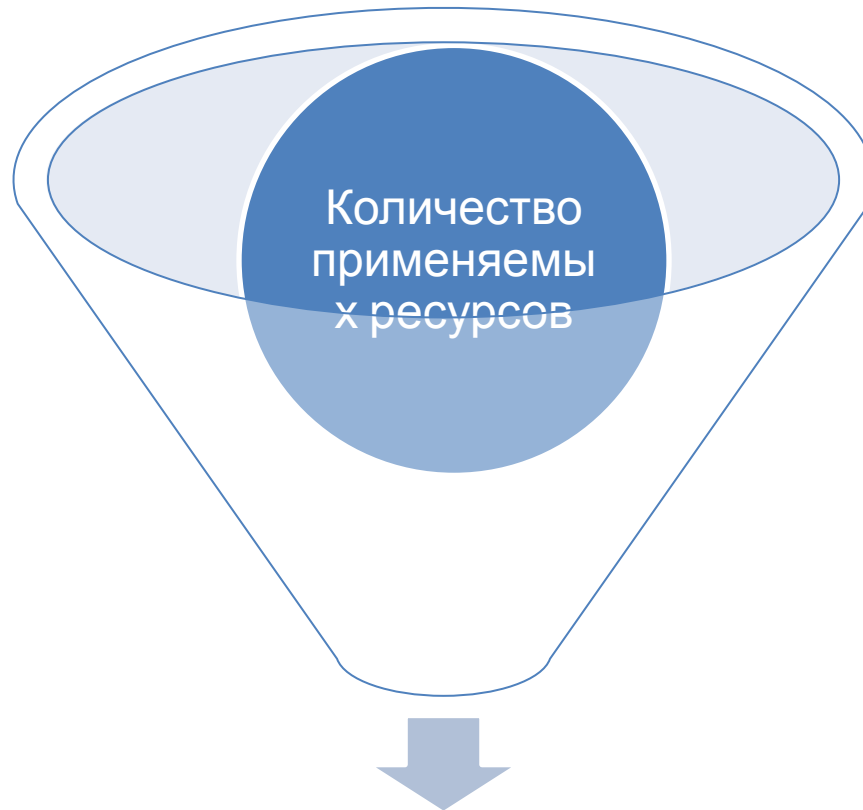 Количество
применяемы
х ресурсов